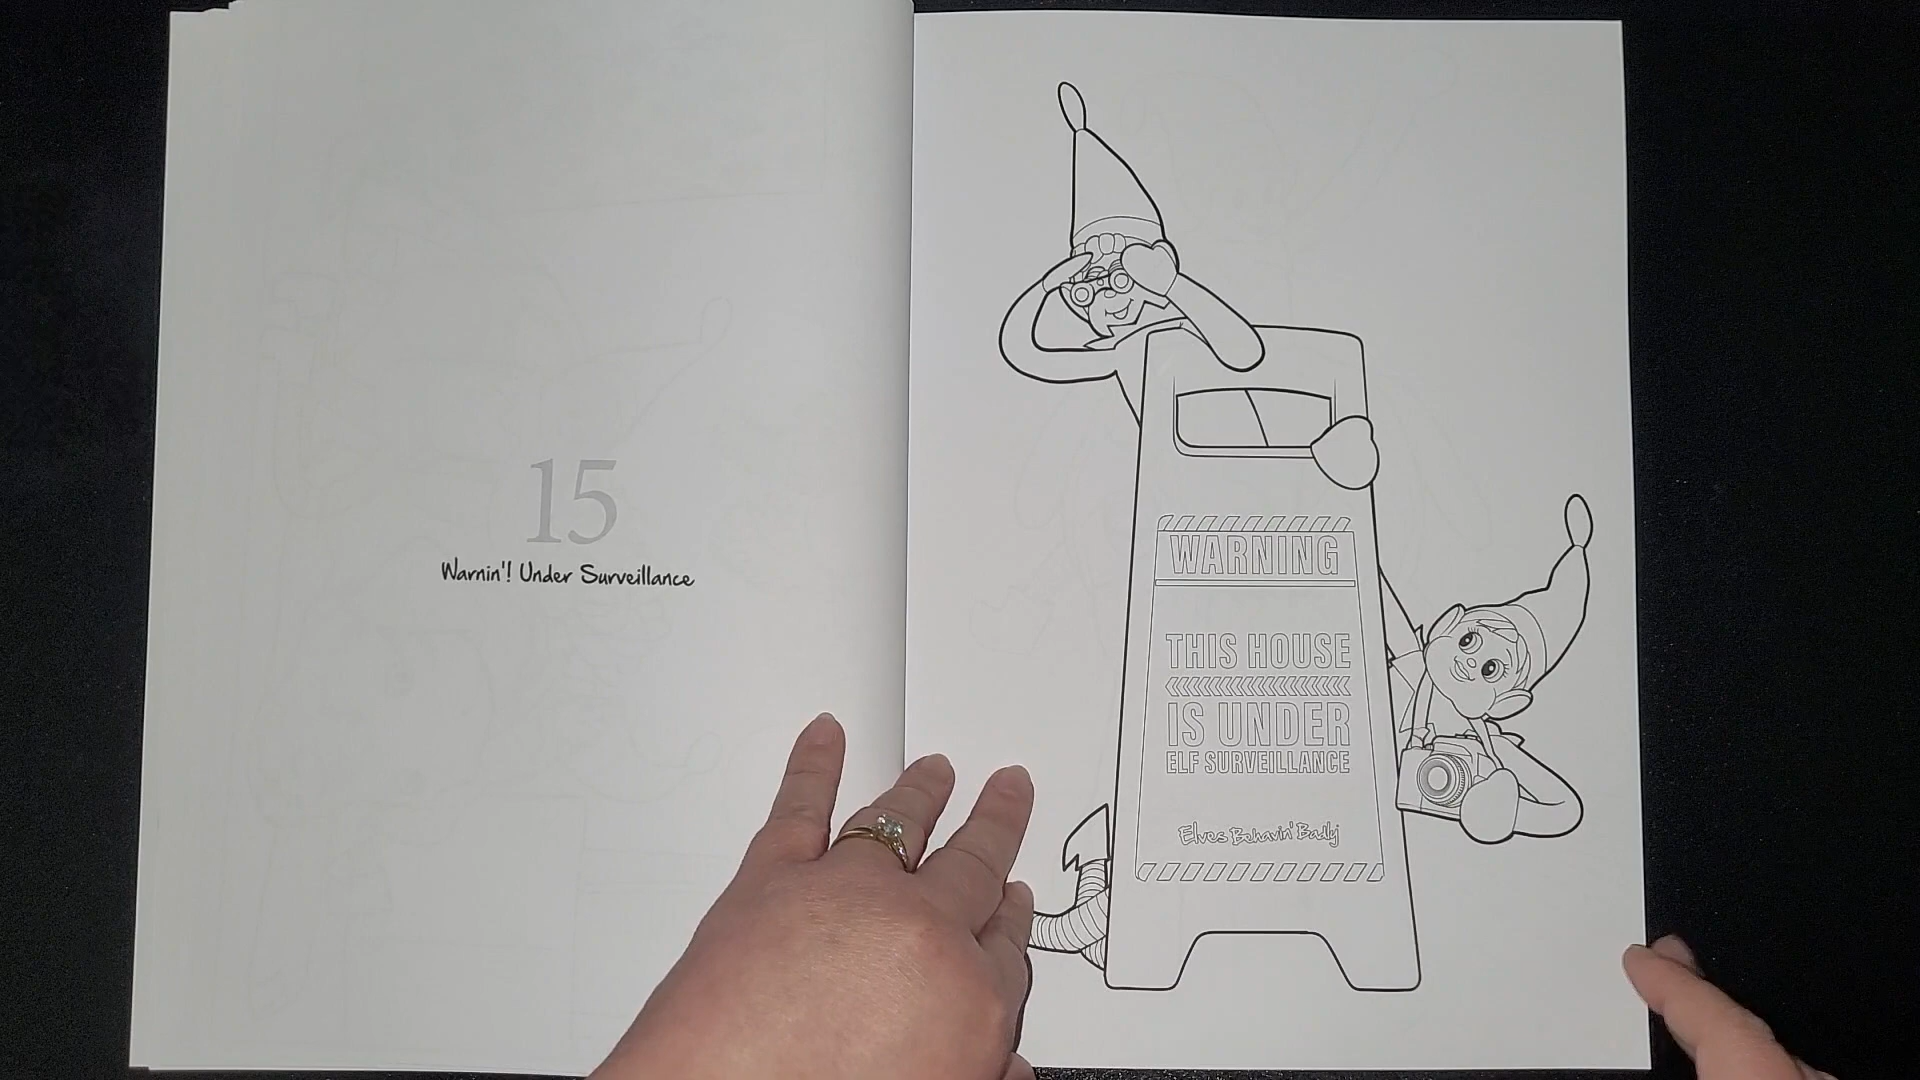 15
Warnin'! Under Surveillance
WARNING
THIS HOUSE
IS UNDER
ELF SURVEILLANCE
Elves Behavin' Badly